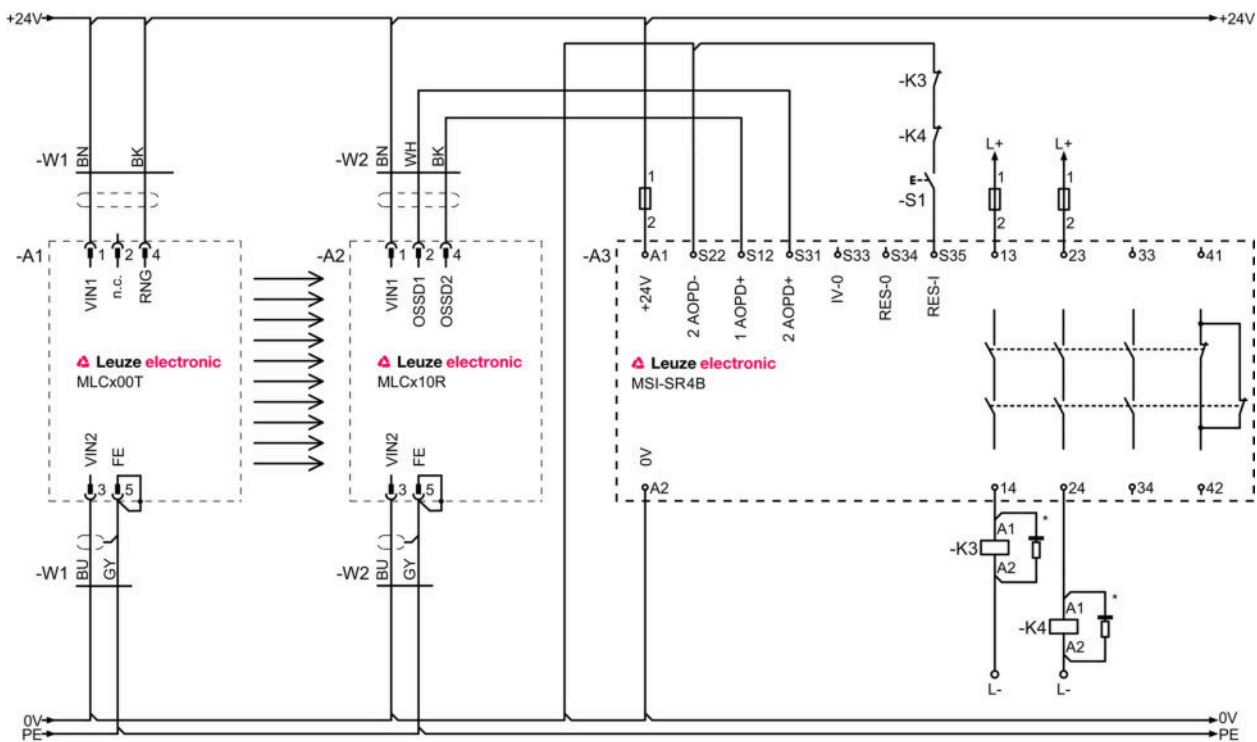 +24V
+24V
-K3
-W1
BN
BK
-W2
BN
WH
BK
-K4
L+
L+
1
2
E
-S1
1
2
1
2
-A1
1
2
4
-A2
1
2
4
-A3
A1
S22
S12
S31
S33
S34
S35
13
23
33
41
VIN1
n.c.
RNG
VIN1
OSSD1
OSSD2
+24V
2 AOPD-
1 AOPD+
2 AOPD+
IV-0
RES-0
RES-I
Leuze electronic
MLCx00T
Leuze electronic
MLCx10R
Leuze electronic
MSI-SR4B
VIN2
FE
VIN2
FE
0V
3
5
3
5
A2
14
24
34
42
-W1
BU
GY
-W2
BU
GY
-K3
A1
A2
*
-K4
A1
A2
*
L-
L-
0V
0V
PE
PE